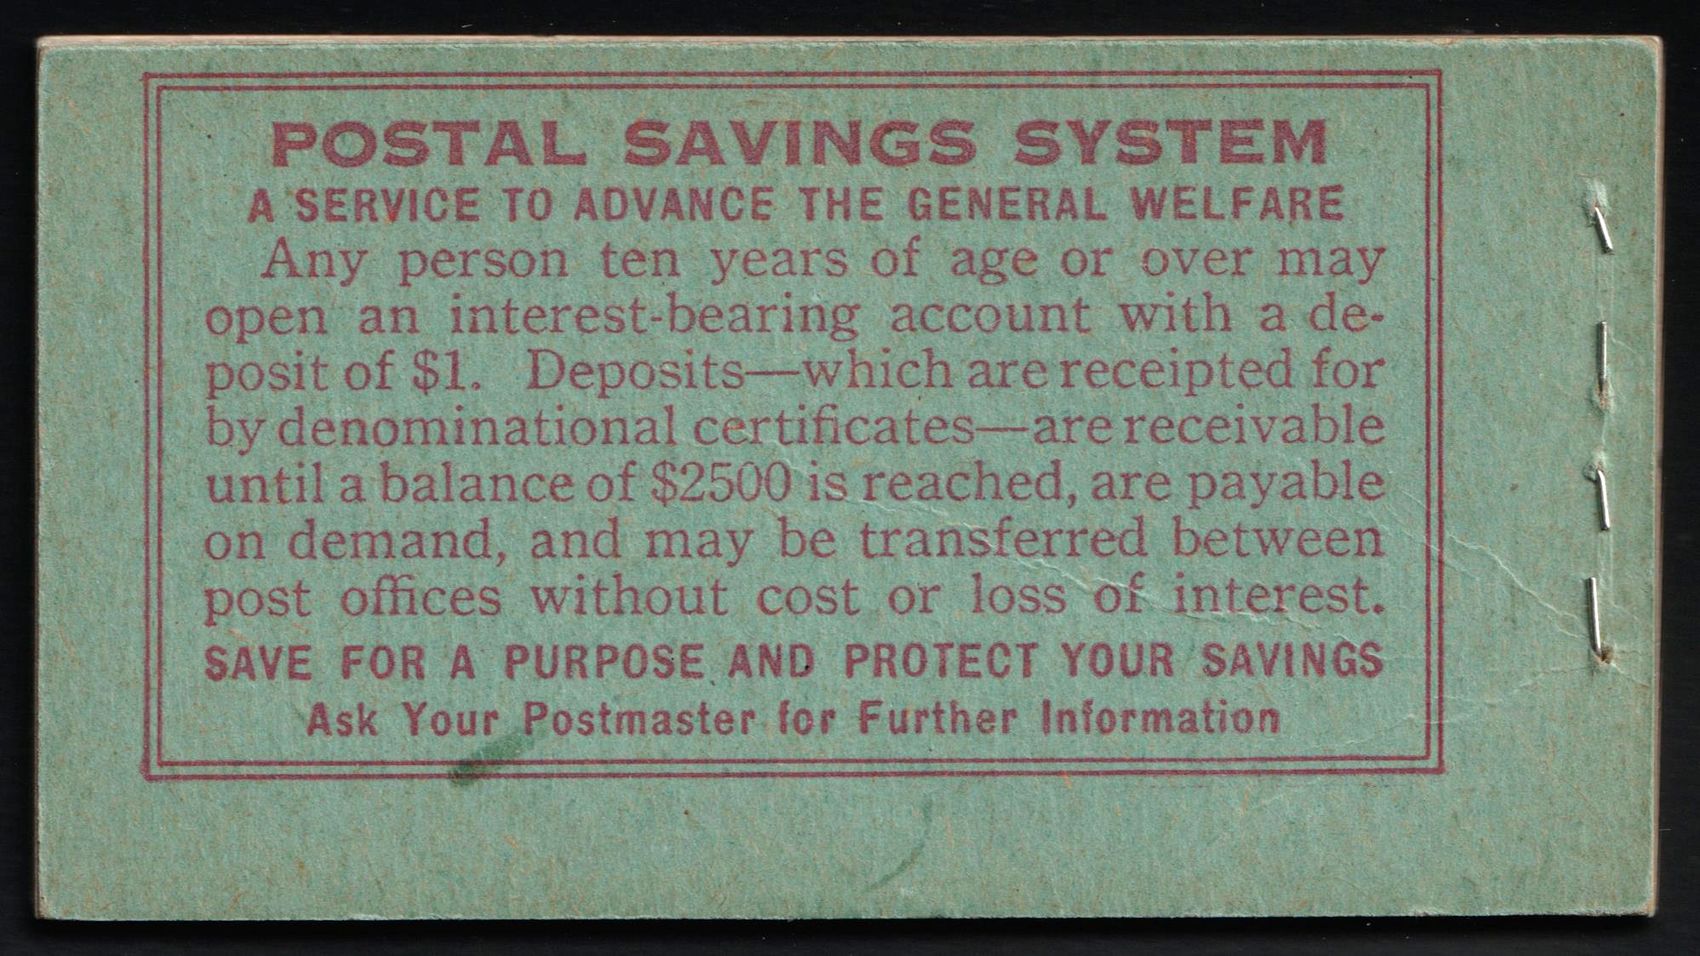 POSTAL SAVINGS SYSTEM
A SERVICE TO ADVANCE THE GENERAL WELFARE
Any person ten years of age or over may
open an interest-bearing account with a de-
posit of $1. Deposits—which are receipted for
by denominational certificates—are receivable
until a balance of $2500 is reached, are payable
on demand, and may be transferred between
post offices without cost or loss of interest.
SAVE FOR A PURPOSE AND PROTECT YOUR SAVINGS
Ask Your Postmaster for Further Information